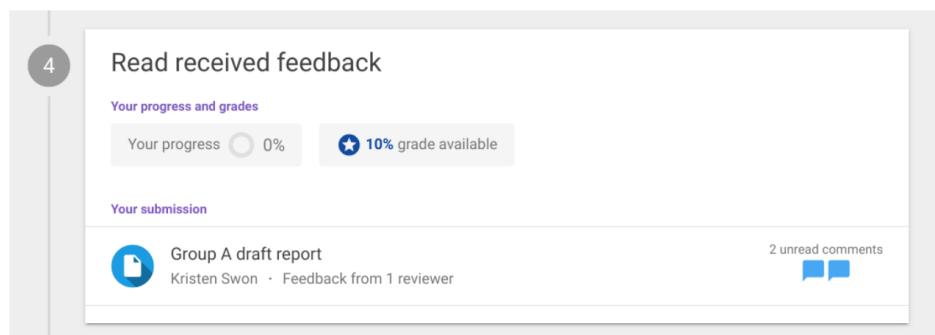 4
Read received feedback
Your progress and grades
Your progress 0%
10% grade available
Your submission
Group A draft report
2 unread comments
Kristen Swon · Feedback from 1 reviewer